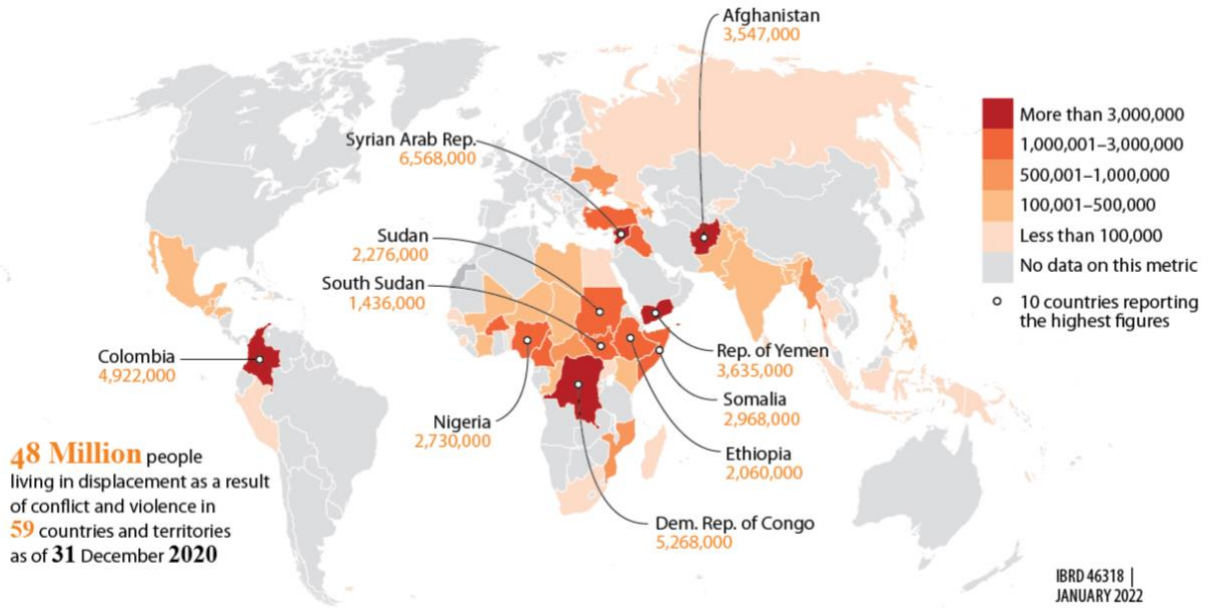 Afghanistan
3,547,000
Syrian Arab Rep.
6,568,000
Sudan
2,276,000
South Sudan
1,436,000
Colombia
4,922,000
Nigeria
2,730,000
Rep. of Yemen
3,635,000
Somalia
2,968,000
Ethiopia
2,060,000
Dem. Rep. of Congo
5,268,000
More than 3,000,000
1,000,001–3,000,000
500,001–1,000,000
100,001–500,000
Less than 100,000
No data on this metric
10 countries reporting
the highest figures
48 Million people
living in displacement as a result
of conflict and violence in
59 countries and territories
as of 31 December 2020
IBRD 46318 |
JANUARY 2022